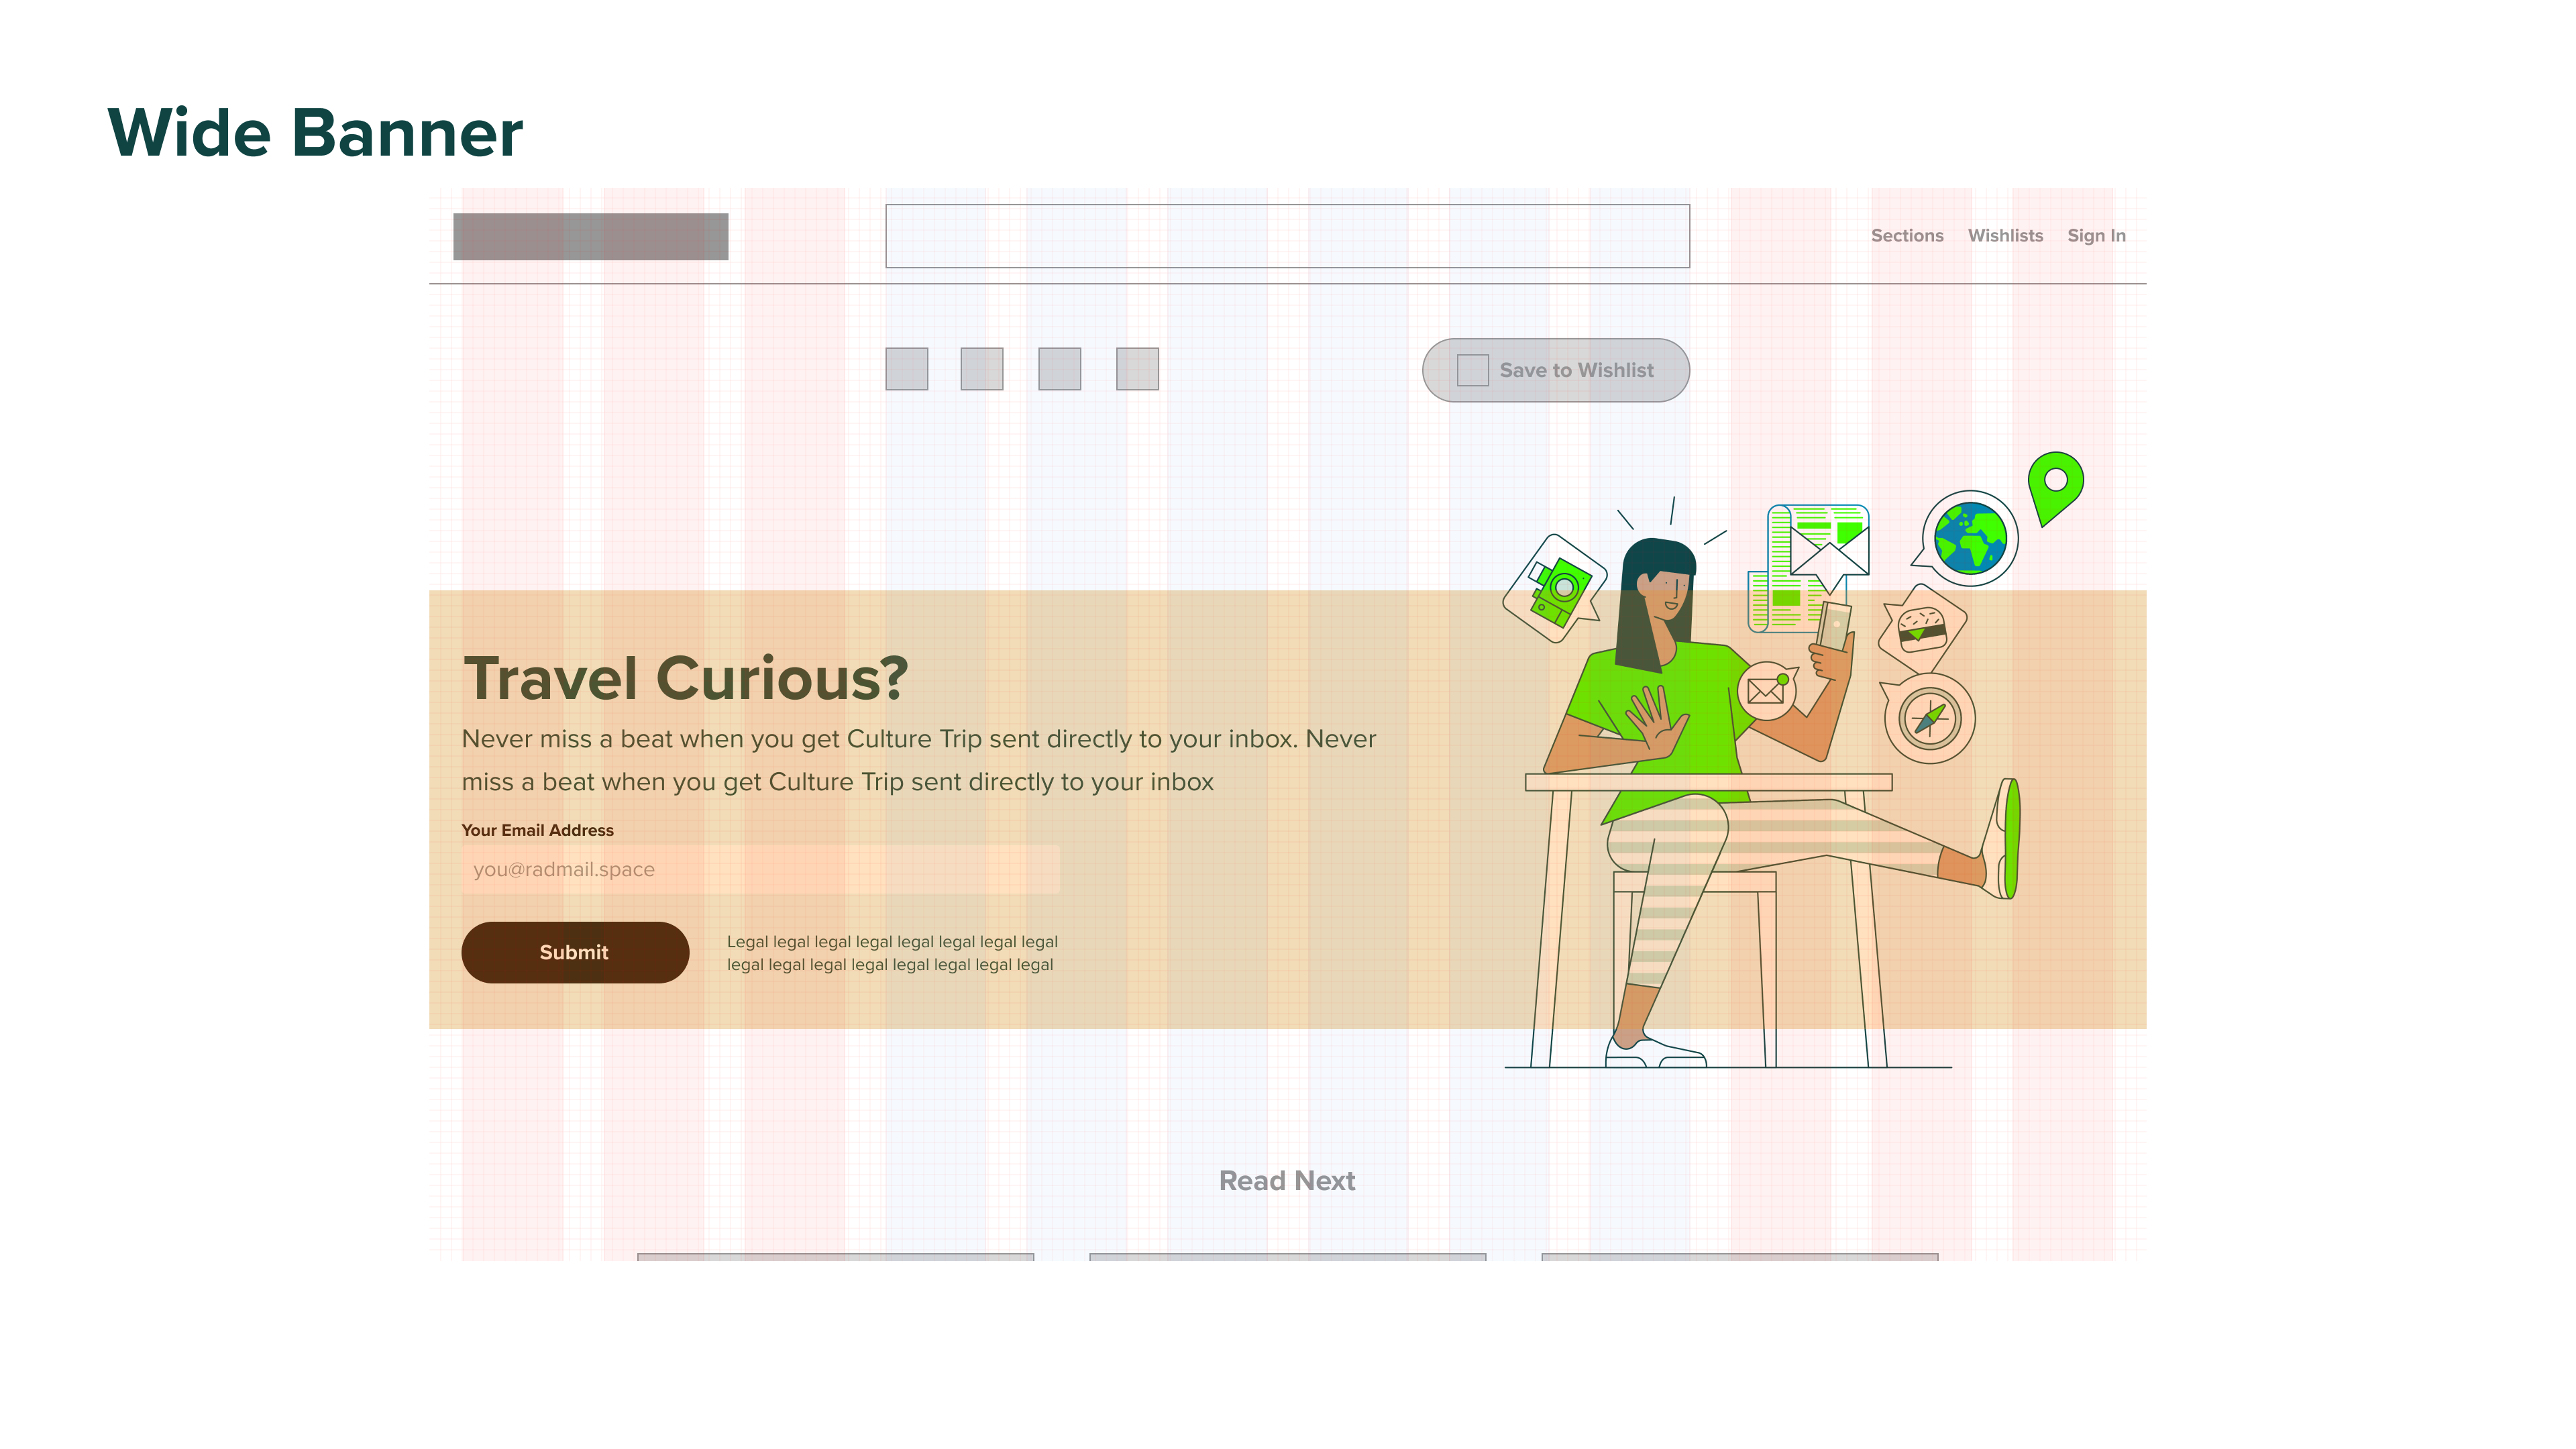 Wide Banner
Sections Wishlists Sign In
Save to Wishlist
Travel Curious?
Never miss a beat when you get Culture Trip sent directly to your inbox. Never
miss a beat when you get Culture Trip sent directly to your inbox
Your Email Address
you@radmail.space
Submit
Legal legal legal legal legal legal legal legal
legal legal legal legal legal legal legal legal
Read Next